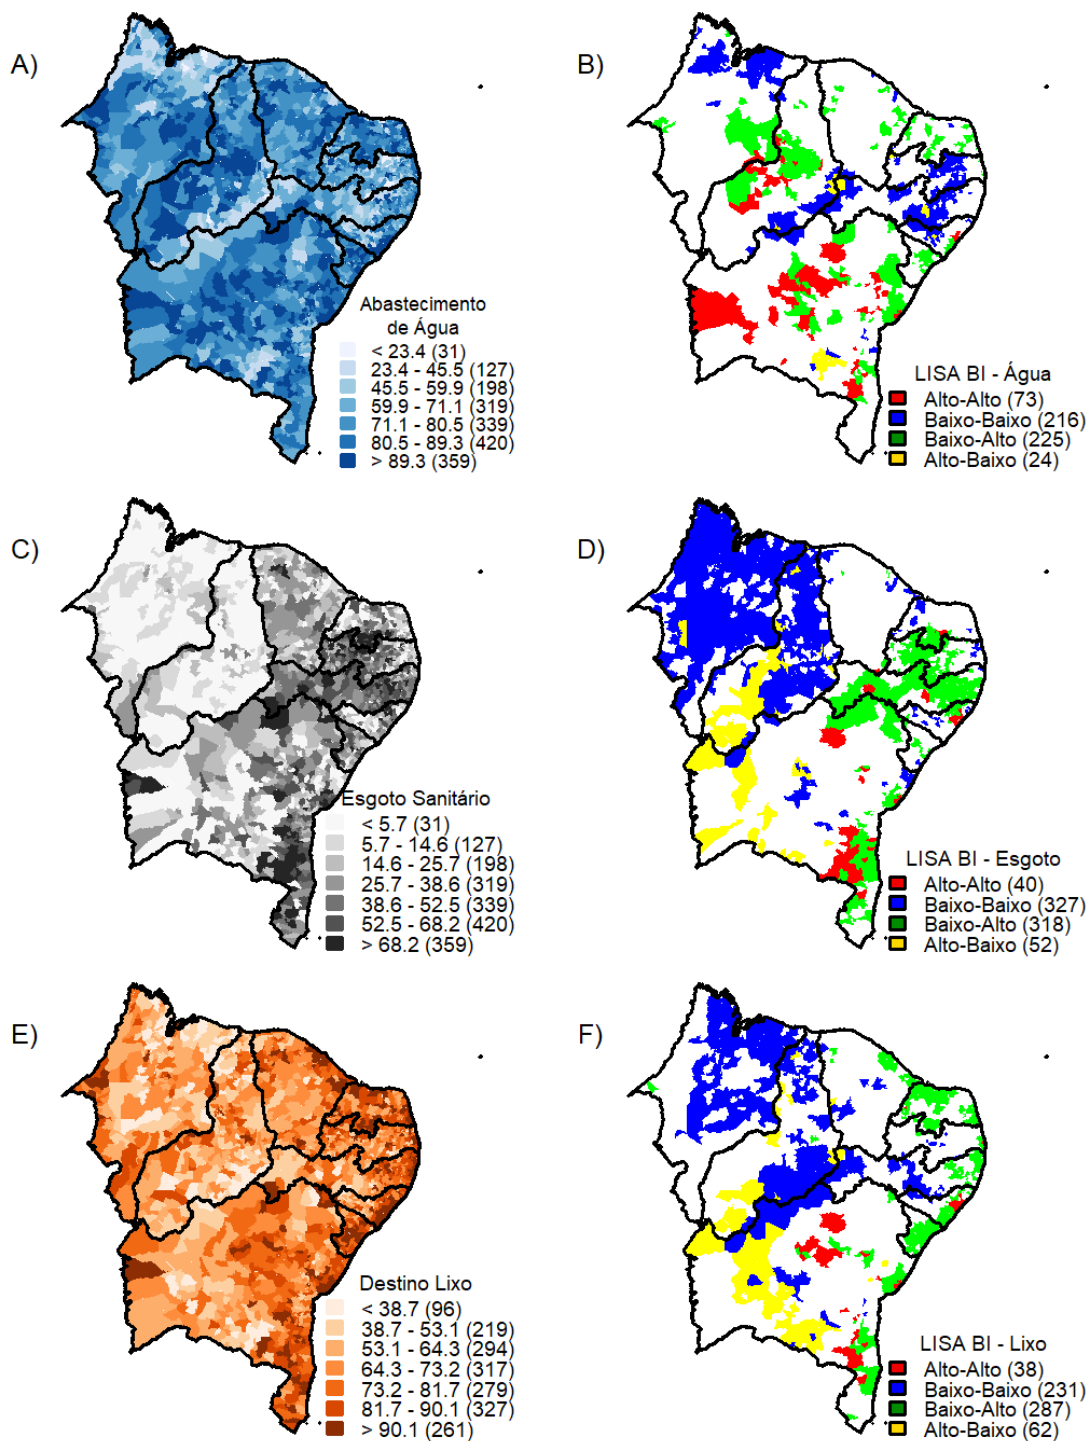 A)
Abastecimento
de Água
< 23.4 (31)
23.4 - 45.5 (127)
45.5 - 59.9 (198)
59.9 - 71.1 (319)
71.1 - 80.5 (339)
80.5 - 89.3 (420)
> 89.3 (359)
B)
LISA BI - Água
Alto-Alto (73)
Baixo-Baixo (216)
Baixo-Alto (225)
Alto-Baixo (24)
C)
Esgoto Sanitário
< 5.7 (31)
5.7 - 14.6 (127)
14.6 - 25.7 (198)
25.7 - 38.6 (319)
38.6 - 52.5 (339)
52.5 - 68.2 (420)
> 68.2 (359)
D)
LISA BI - Esgoto
Alto-Alto (40)
Baixo-Baixo (327)
Baixo-Alto (318)
Alto-Baixo (52)
E)
Destino Lixo
< 38.7 (96)
38.7 - 53.1 (219)
53.1 - 64.3 (294)
64.3 - 73.2 (317)
73.2 - 81.7 (279)
81.7 - 90.1 (327)
> 90.1 (261)
F)
LISA BI - Lixo
Alto-Alto (38)
Baixo-Baixo (231)
Baixo-Alto (287)
Alto-Baixo (62)